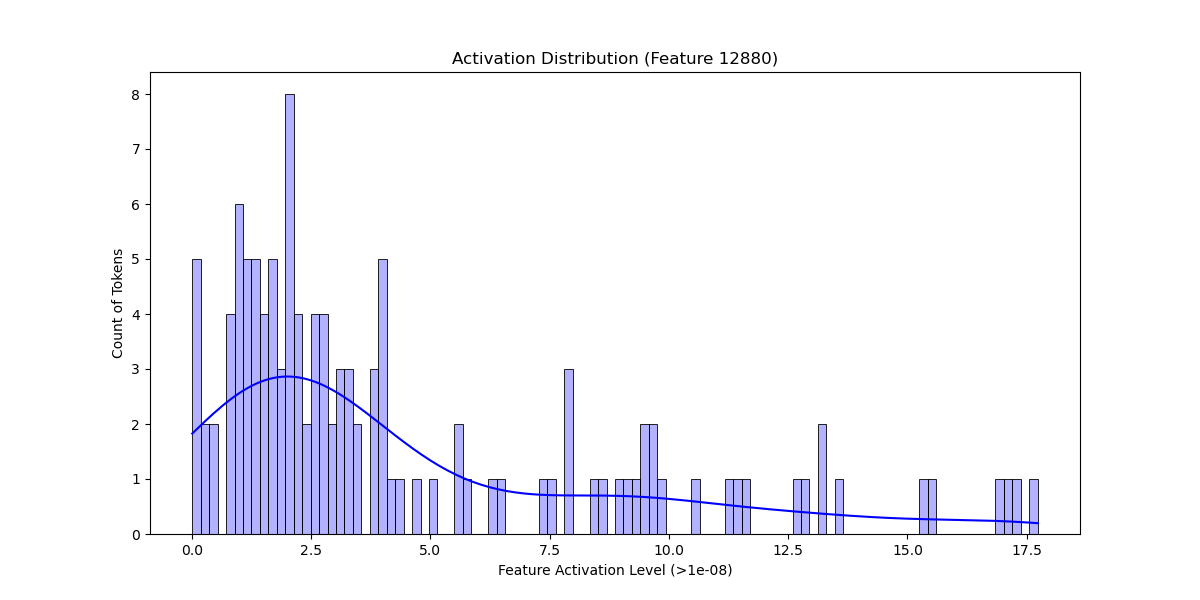 Activation Distribution (Feature 12880)
8
7
6
5
4
3
2
1
0
Count of Tokens
0.0 2.5 5.0 7.5 10.0 12.5 15.0 17.5
Feature Activation Level (>1e-08)